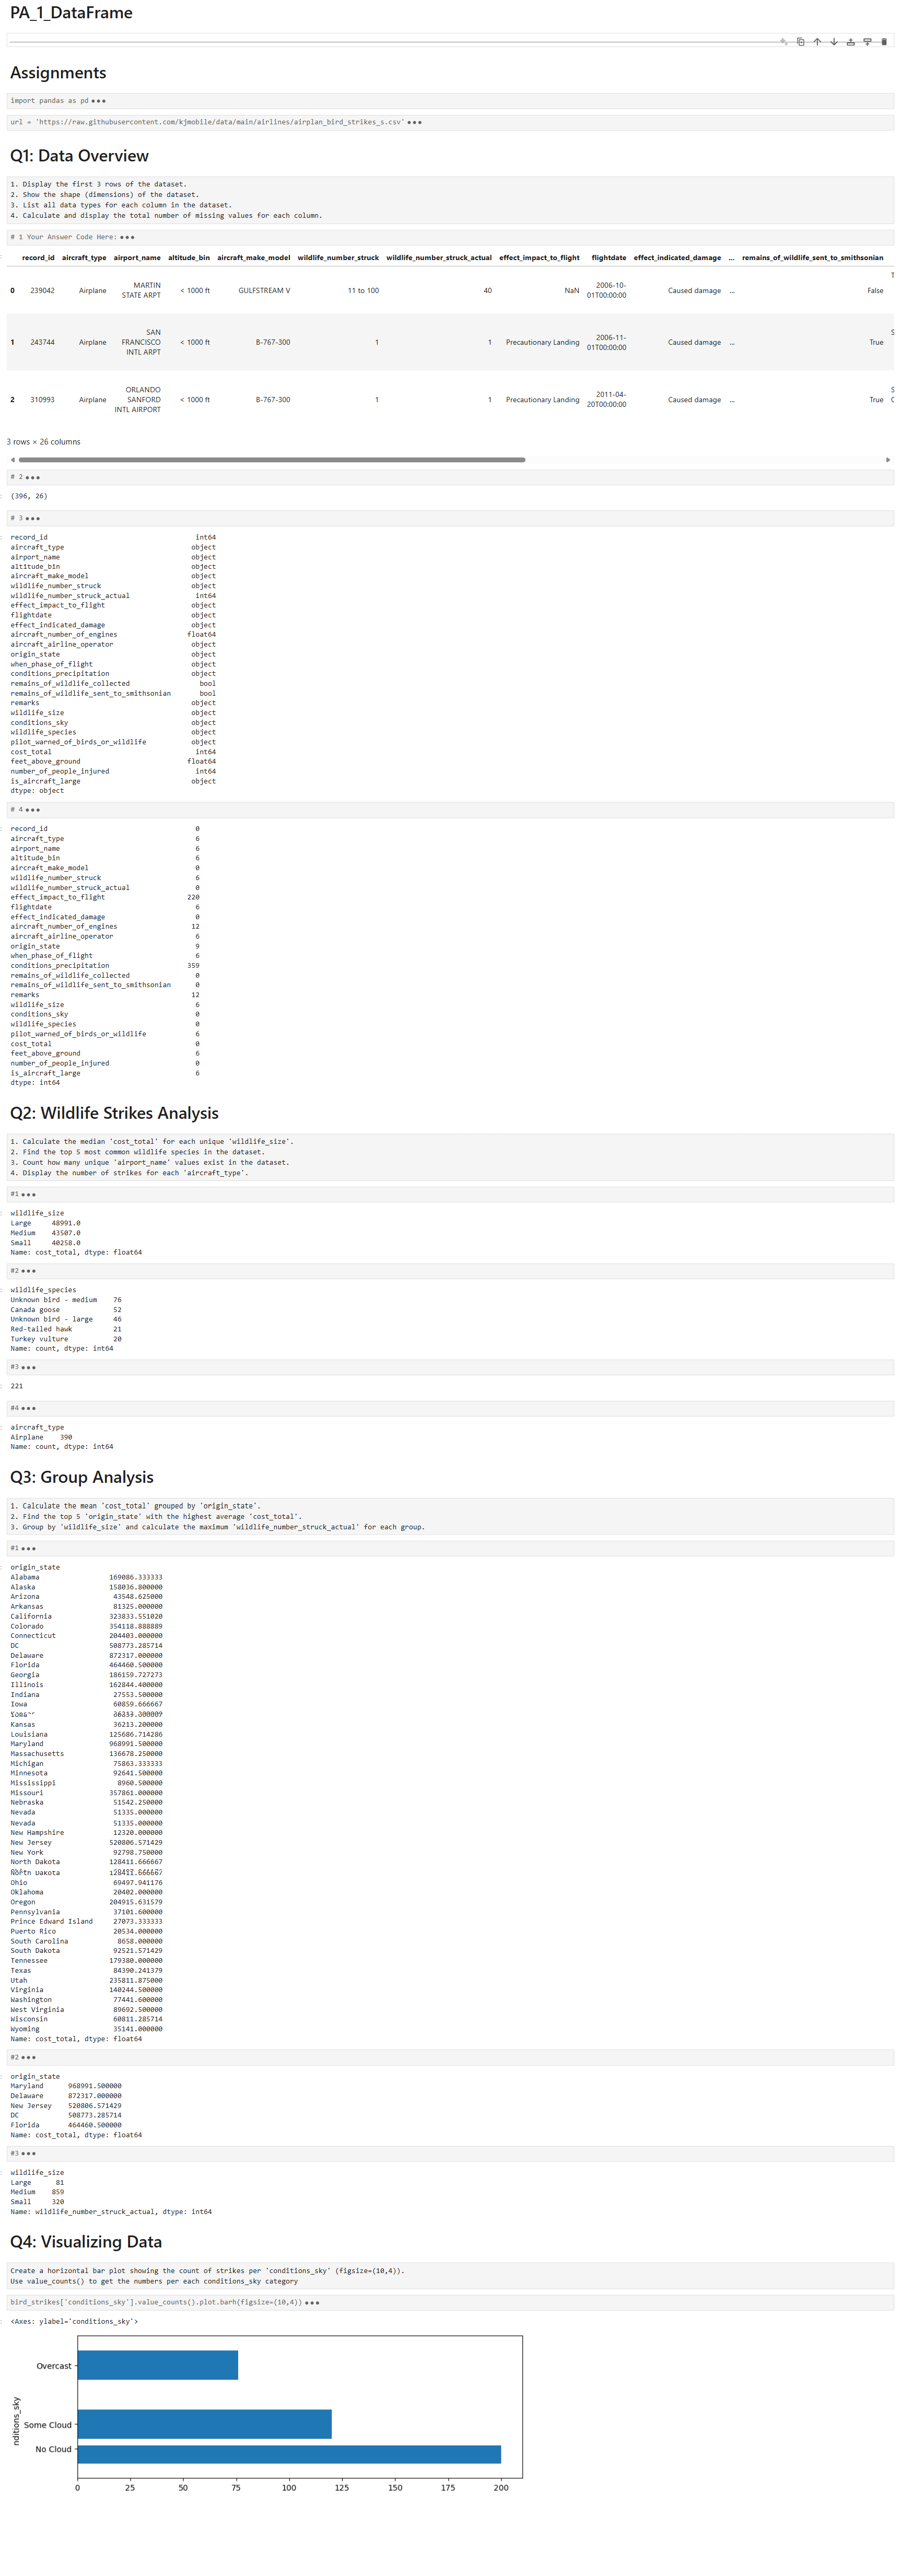 PA_1_DataFrame
Assignments
import pandas as pd •••
url = 'https://raw.githubusercontent.com/kjmobile/data/main/airlines/airplan_bird_strikes_s.csv' •••
Q1: Data Overview
1. Display the first 3 rows of the dataset.
2. Show the shape (dimensions) of the dataset.
3. List all data types for each column in the dataset.
4. Calculate and display the total number of missing values for each column.
# 1 Your Answer Code Here: •••
record_id aircraft_type airport_name altitude_bin aircraft_make_model wildlife_number_struck wildlife_number_struck_actual effect_impact_to_flight flightdate effect_indicated_damage ... remains_of_wildlife_sent_to_smithsonian
0 239042 Airplane MARTIN STATE ARPT < 1000 ft GULFSTREAM V 11 to 100 40 NaN 2006-10-01T00:00:00 Caused damage ... False
1 243744 Airplane SAN FRANCISCO INTL ARPT < 1000 ft B-767-300 1 1 Precautionary Landing 2006-11-01T00:00:00 Caused damage ... True
2 310993 Airplane ORLANDO SANFORD INTL AIRPORT < 1000 ft B-767-300 1 1 Precautionary Landing 2011-04-20T00:00:00 Caused damage ... True
3 rows × 26 columns
# 2 •••
(396, 26)
# 3 •••
record_id int64
aircraft_type object
airport_name object
altitude_bin object
aircraft_make_model object
wildlife_number_struck object
wildlife_number_struck_actual int64
effect_impact_to_flight object
flightdate object
effect_indicated_damage object
aircraft_number_of_engines float64
aircraft_airline_operator object
origin_state object
when_phase_of_flight object
conditions_precipitation object
remains_of_wildlife_collected bool
remains_of_wildlife_sent_to_smithsonian bool
remarks object
wildlife_size object
conditions_sky object
wildlife_species object
pilot_warned_of_birds_or_wildlife object
cost_total int64
feet_above_ground float64
number_of_people_injured int64
is_aircraft_large object
dtype: object
# 4 •••
record_id 0
aircraft_type 6
airport_name 6
altitude_bin 6
aircraft_make_model 0
wildlife_number_struck 6
wildlife_number_struck_actual 0
effect_impact_to_flight 220
flightdate 6
effect_indicated_damage 0
aircraft_number_of_engines 12
aircraft_airline_operator 6
origin_state 9
when_phase_of_flight 6
conditions_precipitation 359
remains_of_wildlife_collected 0
remains_of_wildlife_sent_to_smithsonian 0
remarks 12
wildlife_size 6
conditions_sky 0
wildlife_species 0
pilot_warned_of_birds_or_wildlife 6
cost_total 0
feet_above_ground 6
number_of_people_injured 0
is_aircraft_large 6
dtype: int64
Q2: Wildlife Strikes Analysis
1. Calculate the median 'cost_total' for each unique 'wildlife_size'.
2. Find the top 5 most common wildlife species in the dataset.
3. Count how many unique 'airport_name' values exist in the dataset.
4. Display the number of strikes for each 'aircraft_type'.
#1 •••
wildlife_size
Large 48991.0
Medium 43507.0
Small 40258.0
Name: cost_total, dtype: float64
#2 •••
wildlife_species
Unknown bird - medium 76
Canada goose 52
Unknown bird - large 46
Red-tailed hawk 21
Turkey vulture 20
Name: count, dtype: int64
#3 •••
221
#4 •••
aircraft_type
Airplane 390
Name: count, dtype: int64
Q3: Group Analysis
1. Calculate the mean 'cost_total' grouped by 'origin_state'.
2. Find the top 5 'origin_state' with the highest average 'cost_total'.
3. Group by 'wildlife_size' and calculate the maximum 'wildlife_number_struck_actual' for each group.
#1 •••
origin_state
Alabama 169086.333333
Alaska 158036.800000
Arizona 43548.625000
Arkansas 81325.000000
California 323833.551020
Colorado 354118.888889
Connecticut 204403.000000
DC 508773.285714
Delaware 872317.000000
Florida 464460.500000
Georgia 186159.727273
Illinois 162844.400000
Indiana 27553.500000
Iowa 60859.666667
Kansas 36213.200000
Louisiana 125686.714286
Maryland 968991.500000
Massachusetts 136678.250000
Michigan 75863.333333
Minnesota 92641.500000
Mississippi 8960.500000
Missouri 357861.000000
Nebraska 51542.250000
Nevada 51335.000000
Nevada 51335.000000
New Hampshire 12320.000000
New Jersey 520806.571429
New York 92798.750000
North Dakota 128411.666667
North Dakota 128411.666667
Ohio 69497.941176
Oklahoma 20402.000000
Oregon 204915.631579
Pennsylvania 37101.600000
Prince Edward Island 27073.333333
Puerto Rico 20534.000000
South Carolina 8658.000000
South Dakota 92521.571429
Tennessee 179380.000000
Texas 84390.241379
Utah 235811.875000
Virginia 140244.500000
Washington 77441.600000
West Virginia 89692.500000
Wisconsin 60811.285714
Wyoming 35141.000000
Name: cost_total, dtype: float64
#2 •••
origin_state
Maryland 968991.500000
Delaware 872317.000000
New Jersey 520806.571429
DC 508773.285714
Florida 464460.500000
Name: cost_total, dtype: float64
#3 •••
wildlife_size
Large 81
Medium 859
Small 320
Name: wildlife_number_struck_actual, dtype: int64
Q4: Visualizing Data
Create a horizontal bar plot showing the count of strikes per 'conditions_sky' (figsize=(10,4)).
Use value_counts() to get the numbers per each conditions_sky category
bird_strikes['conditions_sky'].value_counts().plot.barh(figsize=(10,4)) •••
<Axes: ylabel='conditions_sky'>
Overcast
Some Cloud
No Cloud
nditions_sky
0 25 50 75 100 125 150 175 200